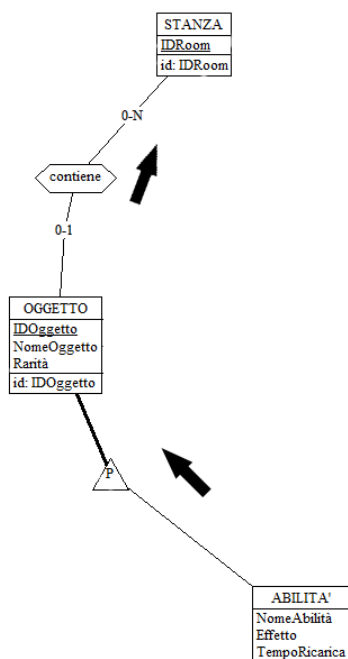 STANZA
IDRoom
id: IDRoom
0-N
contiene
0-1
OGGETTO
IDOggetto
NomeOggetto
Rarità
id: IDOggetto
P
ABILITA'
NomeAbilità
Effetto
TempoRicarica